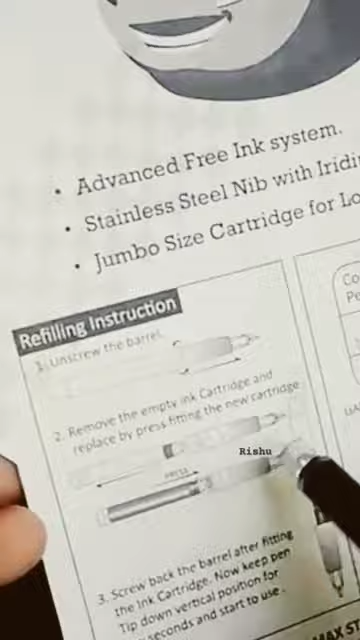 Advanced Free Ink system.
Stainless Steel Nib with
Jumbo Size Cartridge for
Refilling Instruction
1. Unscrew the barrel.
2. Remove the empty ink Cartridge and
replace by press fitting the new cartridge
PRESS
Rishu
3. Screw back the barrel after fitting
the Ink Cartridge. Now keep pen
Tip down vertical position for
seconds and start to use.